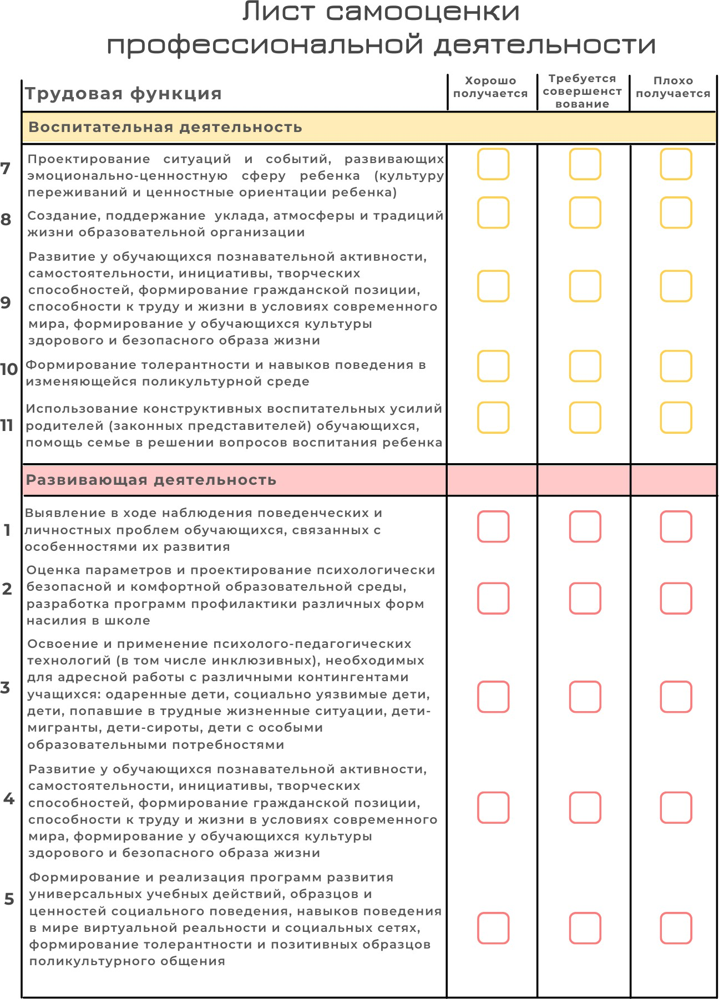 Лист самооценки
профессиональной деятельности
Трудовая функция
Хорошо
получается
Требуется
совершенст
вование
Плохо
получается
Воспитательная деятельность
7
Проектирование ситуаций и событий, развивающих
эмоционально-ценностную сферу ребенка (культуру
переживаний и ценностные ориентации ребенка)
8
Создание, поддержание уклада, атмосферы и традиций
жизни образовательной организации
9
Развитие у обучающихся познавательной активности,
самостоятельности, инициативы, творческих
способностей, формирование гражданской позиции,
способности к труду и жизни в условиях современного
мира, формирование у обучающихся культуры
здорового и безопасного образа жизни
10
Формирование толерантности и навыков поведения в
изменяющейся поликультурной среде
11
Использование конструктивных воспитательных усилий
родителей (законных представителей) обучающихся,
помощь семье в решении вопросов воспитания ребенка
Развивающая деятельность
1
Выявление в ходе наблюдения поведенческих и
личностных проблем обучающихся, связанных с
особенностями их развития
2
Оценка параметров и проектирование психологически
безопасной и комфортной образовательной среды,
разработка программ профилактики различных форм
насилия в школе
3
Освоение и применение психолого-педагогических
технологий (в том числе инклюзивных), необходимых
для адресной работы с различными контингентами
учащихся: одаренные дети, социально уязвимые дети,
дети, попавшие в трудные жизненные ситуации, дети-
мигранты, дети-сироты, дети с особыми
образовательными потребностями
4
Развитие у обучающихся познавательной активности,
самостоятельности, инициативы, творческих
способностей, формирование гражданской позиции,
способности к труду и жизни в условиях современного
мира, формирование у обучающихся культуры
здорового и безопасного образа жизни
5
Формирование и реализация программ развития
универсальных учебных действий, образцов и
ценностей социального поведения, навыков поведения
в мире виртуальной реальности и социальных сетях,
формирование толерантности и позитивных образцов
поликультурного общения